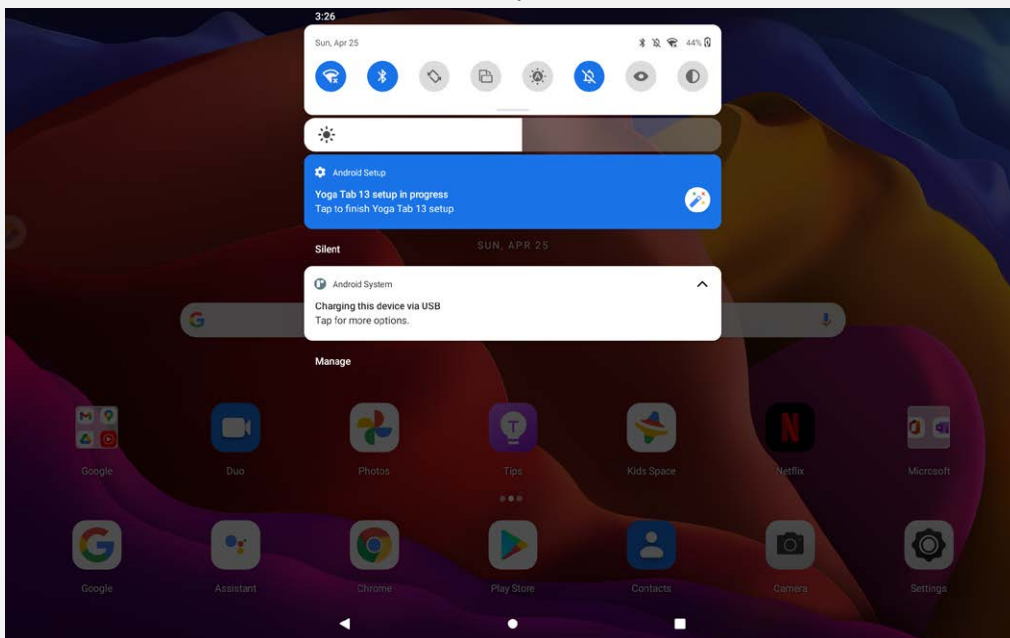 3:26
Sun, Apr 25
44%
Android Setup
Yoga Tab 13 setup in progress
Tap to finish Yoga Tab 13 setup
Silent
SUN, APR 25
Android System
Charging this device via USB
Tap for more options.
Manage
Google
Duo
Photos
Tips
Kids Space
Netflix
Microsoft
Google
Assistant
Chrome
Play Store
Contacts
Camera
Settings